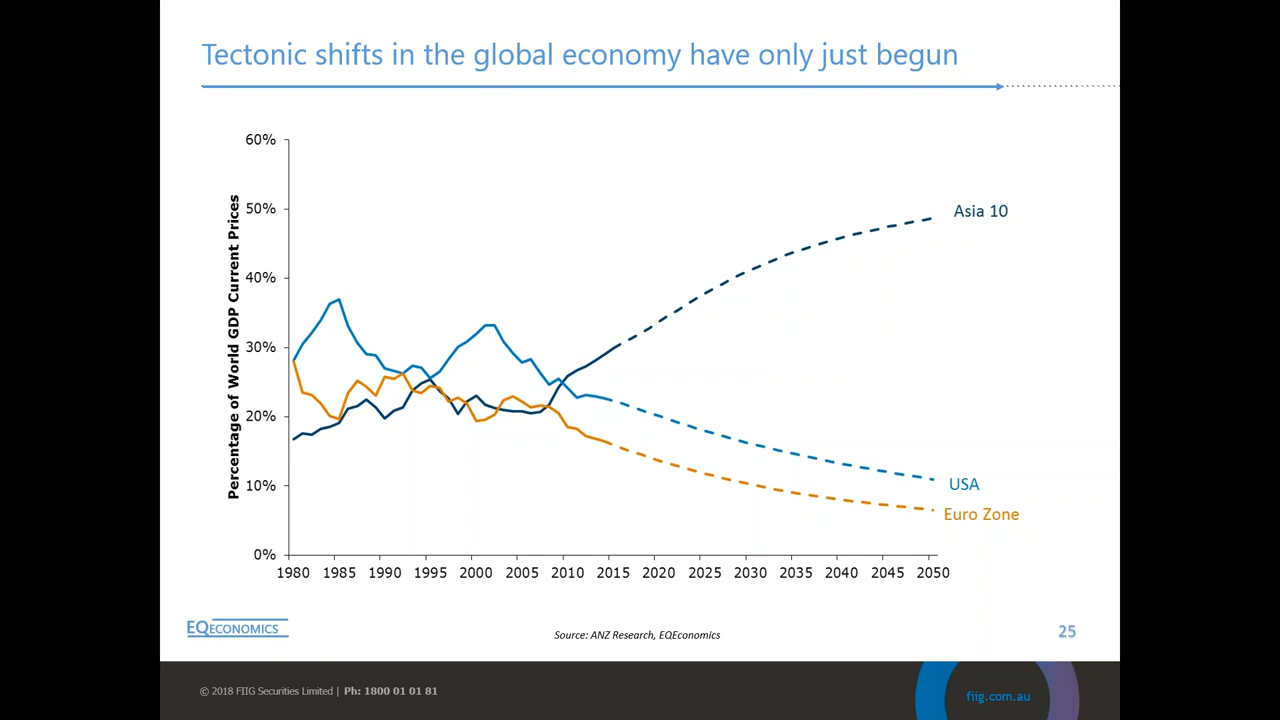 Tectonic shifts in the global economy have only just begun
Percentage of World GDP Current Prices
60%
50%
40%
30%
20%
10%
0%
Asia 10
USA
Euro Zone
1980 1985 1990 1995 2000 2005 2010 2015 2020 2025 2030 2035 2040 2045 2050
EQECONOMICS
Source: ANZ Research, EQEconomics
25
© 2018 FIIG Securities Limited | Ph: 1800 01 01 81
fiig.com.au